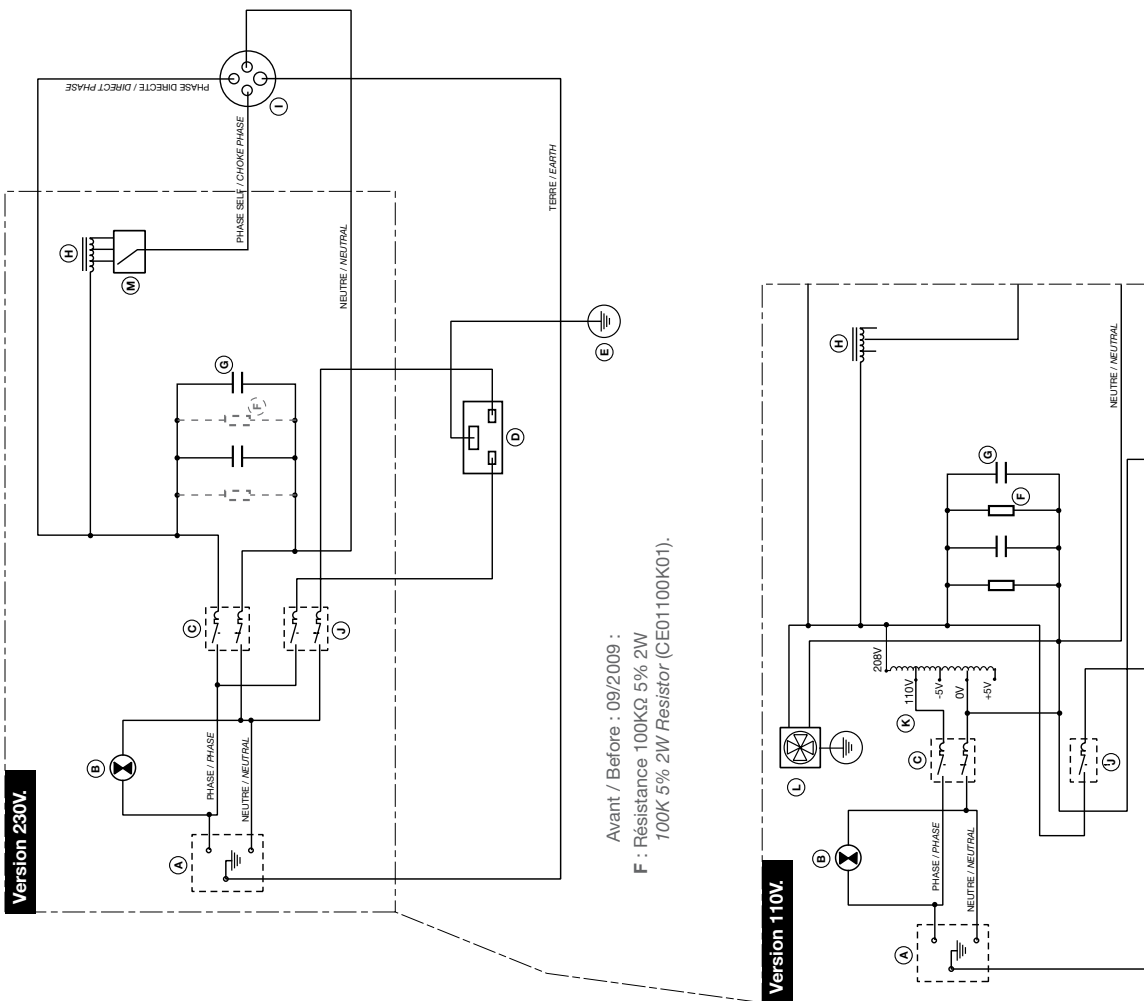 Version 230V.
A
B
C
J
D
E
F
G
H
M
I
PHASE / PHASE
NEUTRE / NEUTRAL
PHASE DIRECTE / DIRECT PHASE
PHASE SELF / CHOKE PHASE
NEUTRE / NEUTRAL
TERRE / EARTH
Avant / Before : 09/2009 :
F : Résistance 100KΩ 5% 2W
100K 5% 2W Resistor (CE01100K01).
Version 110V.
A
B
L
C
K
J
F
G
H
PHASE / PHASE
NEUTRE / NEUTRAL
208V
110V
-5V
0V
+5V
NEUTRE / NEUTRAL